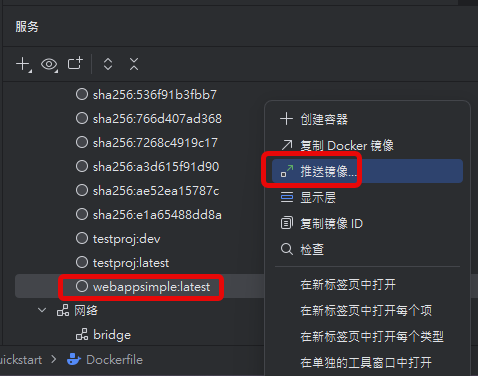 服务
sha256:536f91b3fbb7
sha256:766d407ad368
sha256:7268c4919c17
sha256:a3d615f91d90
sha256:ae52ea15787c
sha256:e1a65488dd8a
testproj:dev
testproj:latest
webappsimple:latest
网络
bridge
uickstart › Dockerfile
创建容器
复制 Docker 镜像
推送镜像...
显示层
复制镜像 ID
检查
在新标签页中打开
在新标签页中打开每个项
在新标签页中打开每个类型
在单独的工具窗口中打开